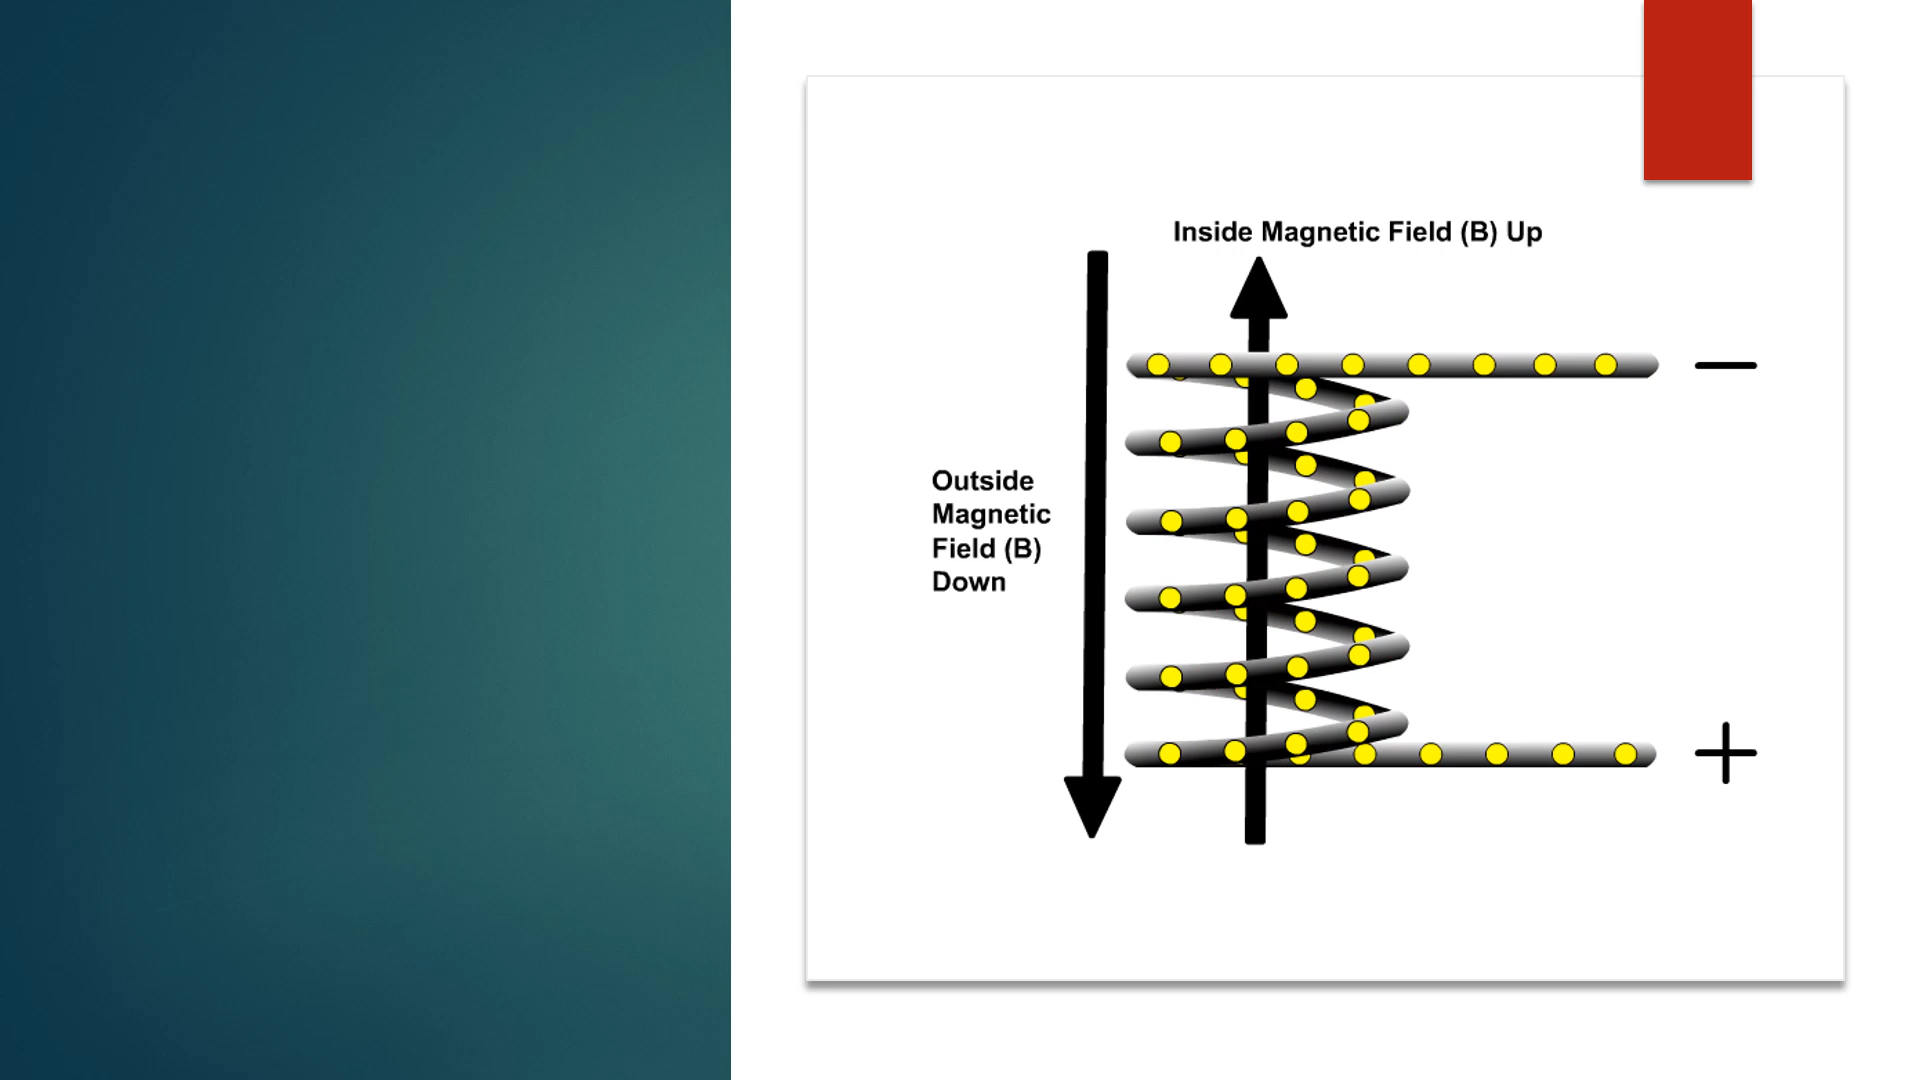 Inside Magnetic Field (B) Up
Outside
Magnetic
Field (B)
Down
—
+